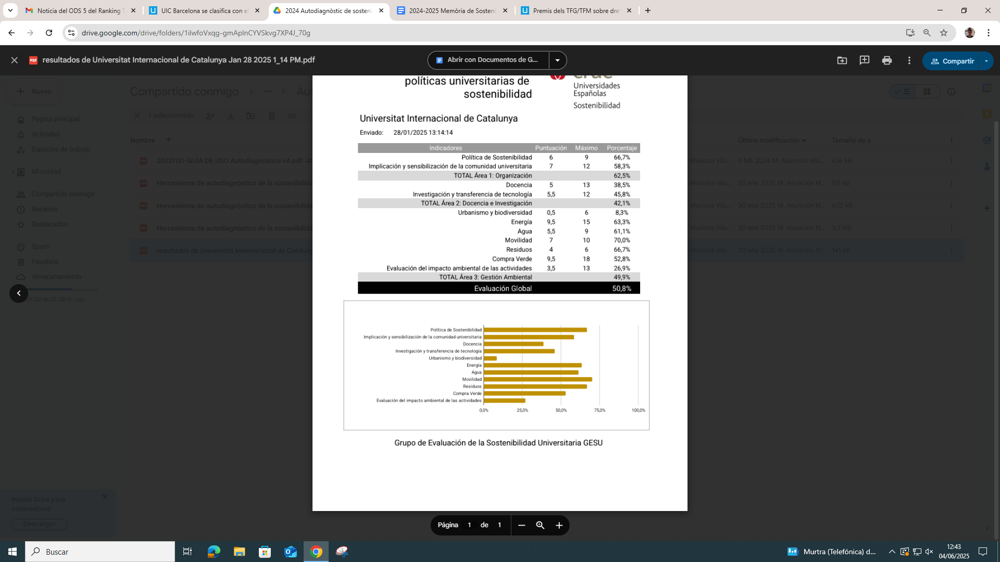 Noticia del ODS 5 del Ranking T
UIC Barcelona se clasifica con el
2024 Autodiagnòstic de sosteni
2024-2025 Memòria de Sosteni
Premis dels TFG/TFM sobre dre
drive.google.com/drive/folders/1ilwfoVxqg-gmAplnCYVSkvg7XP4J_70g
resultados de Universitat Internacional de Catalunya Jan 28 2025 1_14 PM.pdf
Abrir con Documentos de G...
Compartir
Nuevo
Compartido conmigo
...
1 seleccionado
Página principal
Actividad
Espacios de trabajo
Mi unidad
Compartido conmigo
Reciente
Destacados
Spam
Papelera
Almacenamiento
GB de 25 GB en uso
Nombre
Última modificación
Tamaño de a
20221121-GUIA DE USO Autodiagnostico v4.pdf
Mariona Vila... 8 feb 2024 M. Asunción Ma... 636 kB
Herramienta de autodiagnóstico de la sostenibilida
Mariona Vila... 30 ene 2025 M. Asunción M... 511 kB
Herramienta de autodiagnóstico de la sostenibilida
Mariona Vila... 30 ene 2025 M. Asunción M... 605 kB
Herramienta de autodiagnóstico de la sostenibilida
Mariona Vila... 30 ene 2025 M. Asunción M... 3,3 MB
resultados de Universitat Internacional de Cataluny
Mariona Vila... 30 ene 2025 M. Asunción M... 141 kB
Instala Drive para
ordenadores
Descargar
políticas universitarias de
sostenibilidad
crue
Universidades
Españolas
Sostenibilidad
Universitat Internacional de Catalunya
Enviado: 28/01/2025 13:14:14
Indicadores Puntuación Máximo Porcentaje
Política de Sostenibilidad 6 9 66,7%
Implicación y sensibilización de la comunidad universitaria 7 12 58,3%
TOTAL Área 1: Organización 62,5%
Docencia 5 13 38,5%
Investigación y transferencia de tecnología 5,5 12 45,8%
TOTAL Área 2: Docencia e Investigación 42,1%
Urbanismo y biodiversidad 0,5 6 8,3%
Energía 9,5 15 63,3%
Agua 5,5 9 61,1%
Movilidad 7 10 70,0%
Residuos 4 6 66,7%
Compra Verde 9,5 18 52,8%
Evaluación del impacto ambiental de las actividades 3,5 13 26,9%
TOTAL Área 3: Gestión Ambiental 49,9%
Evaluación Global 50,8%
Política de Sostenibilidad
Implicación y sensibilización de la comunidad universitaria
Docencia
Investigación y transferencia de tecnología
Urbanismo y biodiversidad
Energía
Agua
Movilidad
Residuos
Compra Verde
Evaluación del impacto ambiental de las actividades
0,0% 25,0% 50,0% 75,0% 100,0%
Grupo de Evaluación de la Sostenibilidad Universitaria GESU
Página 1 de 1
Buscar
Murtra (Telefónica) d...
12:43
04/06/2025